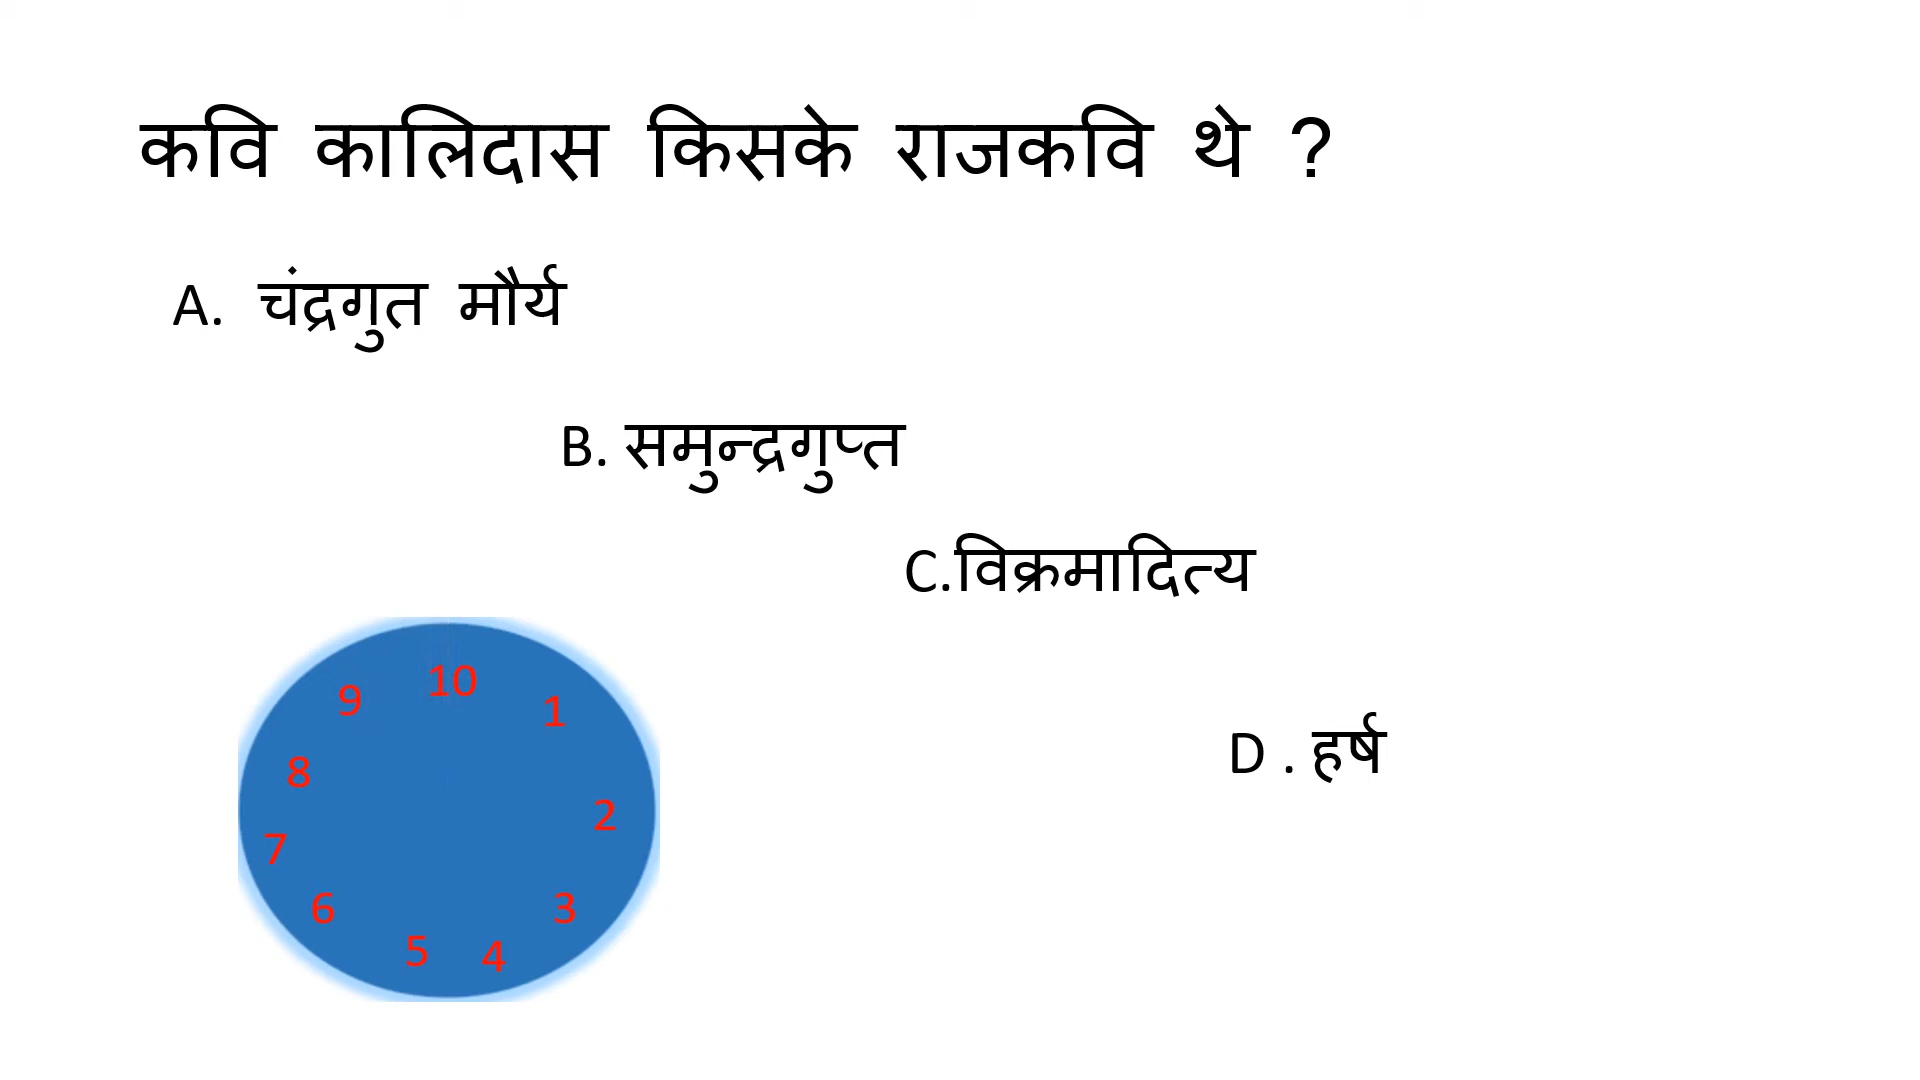 कवि कालिदास किसके राजकवि थे ?
A. चंद्रगुत मौर्य
B. समुन्द्रगुप्त
C.विक्रमादित्य
D . हर्ष
10
9
1
8
2
7
6
3
5
4